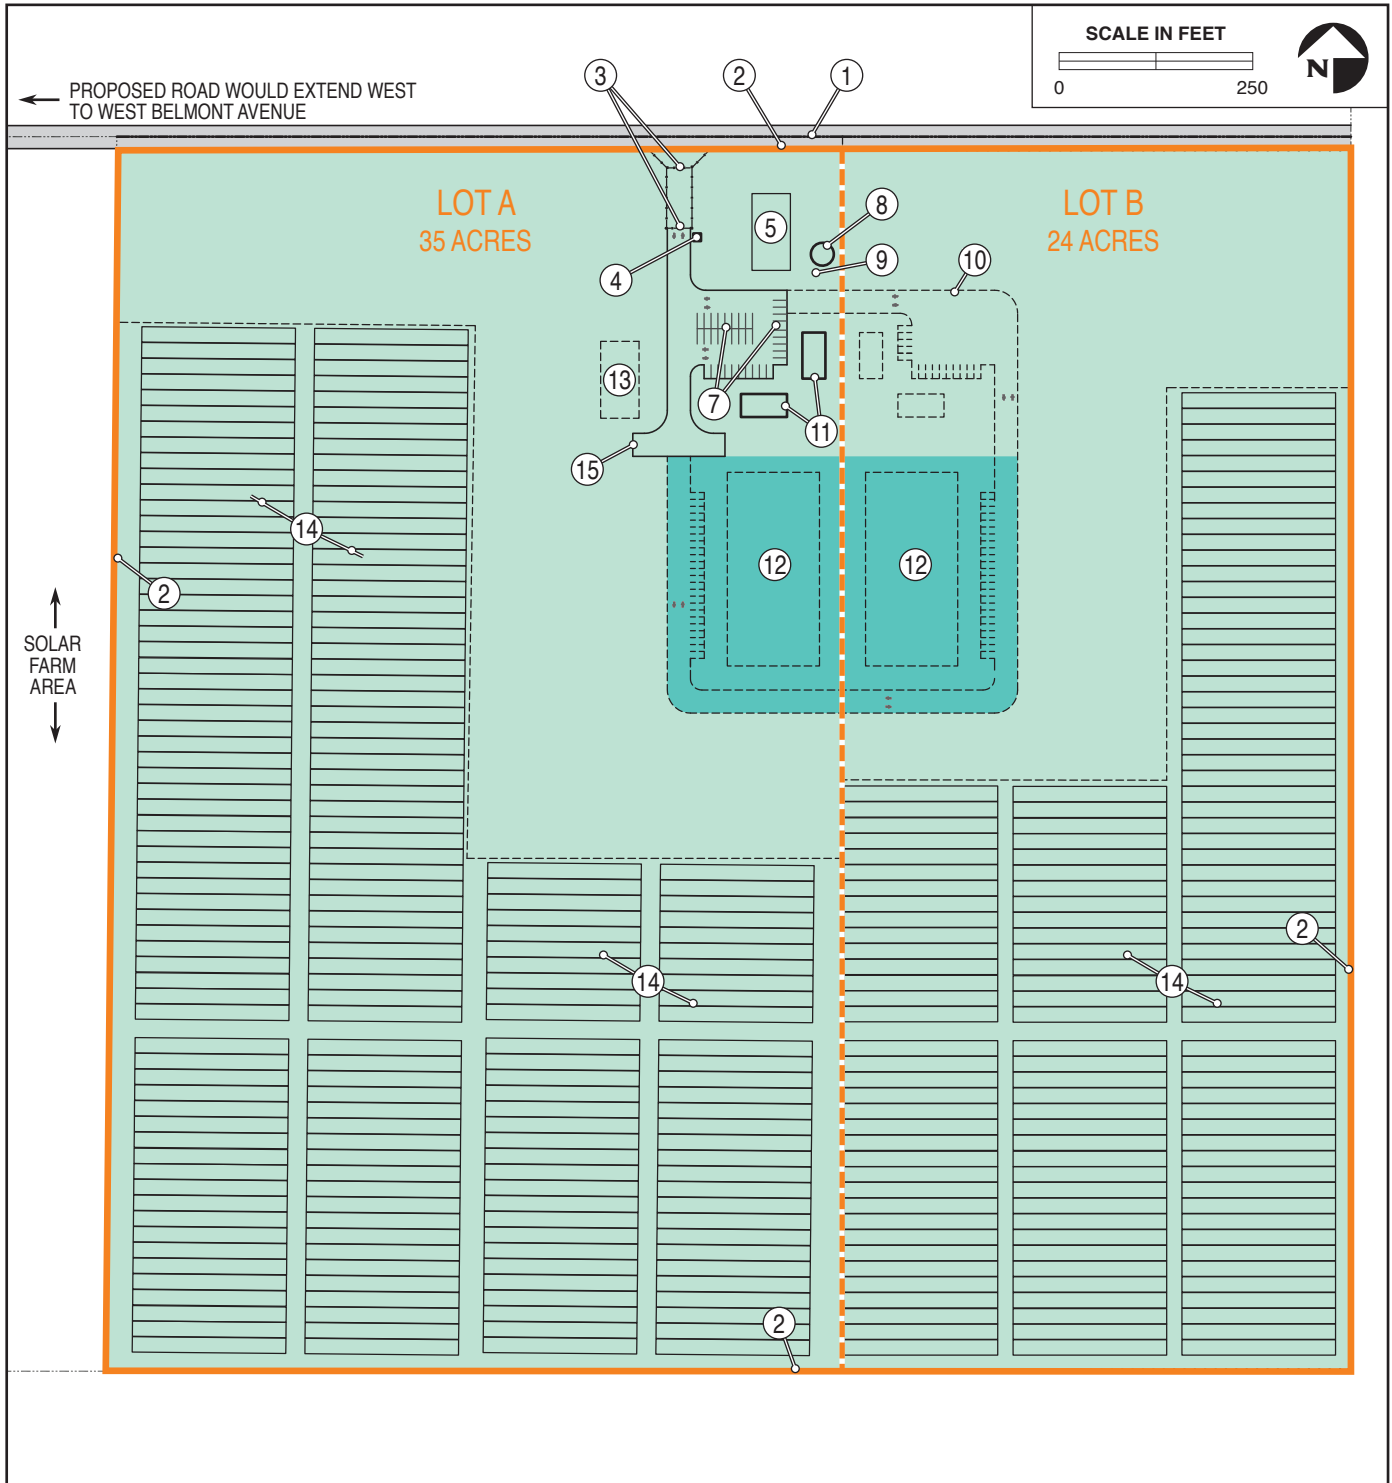 SCALE IN FEET
0 250
N
PROPOSED ROAD WOULD EXTEND WEST
TO WEST BELMONT AVENUE
3
2
1
LOT A
35 ACRES
LOT B
24 ACRES
5
8
4
9
10
13
7
11
15
14
12
12
2
SOLAR
FARM
AREA
2
14
14
2